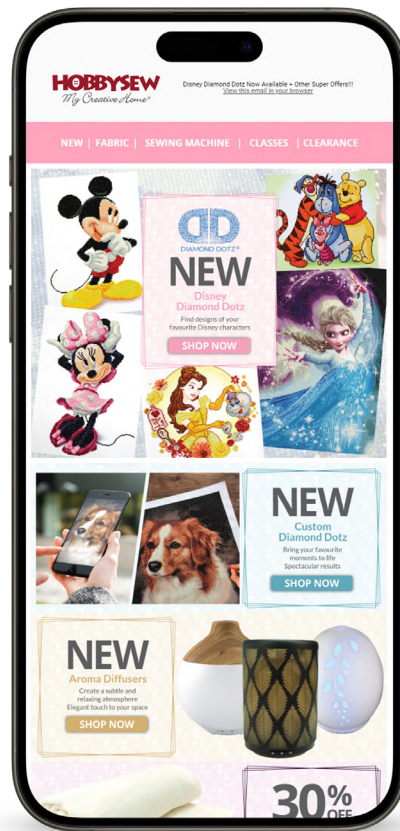 HOBBYSEW
My Creative Home®
Disney Diamond Dotz Now Available + Other Super Offers!!!
View this email in your browser
NEW | FABRIC | SEWING MACHINE | CLASSES | CLEARANCE
DIAMOND DOTZ®
NEW
Disney
Diamond Dotz
Find designs of your
favourite Disney characters
SHOP NOW
NEW
Custom
Diamond Dotz
Bring your favourite
moments to life
Spectacular results
SHOP NOW
NEW
Aroma Diffusers
Create a subtle and
relaxing atmosphere
Elegant touch to your space
SHOP NOW
30%
OFF